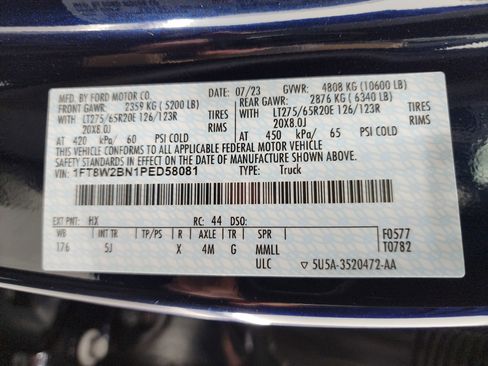 MFD. BY FORD MOTOR CO. 07/23 GVWR: 4808 KG (10600 LB)
FRONT GAWR: 2359 KG (5200 LB) REAR GAWR: 2876 KG (6340 LB)
LT275/65R20E 126/123R TIRES LT275/65R20E 126/123R TIRES
20X8.0J RIMS 20X8.0J RIMS
AT 420 kPa/ 60 PSI COLD AT 450 kPa/ 65 PSI COLD
THIS VEHICLE CONFORMS TO ALL APPLICABLE FEDERAL MOTOR VEHICLE
SAFETY STANDARDS IN EFFECT ON THE DATE OF MANUFACTURE SHOWN ABOVE.
VIN: 1FT8W2BN1PED58081 TYPE: Truck
EXT PNT: HX RC: 44 DSO:
WB INT TR TP/PS R AXLE TR SPR F0577
176 5J X 4M G MMLL T0782
ULC ▽ 5U5A-3520472-AA